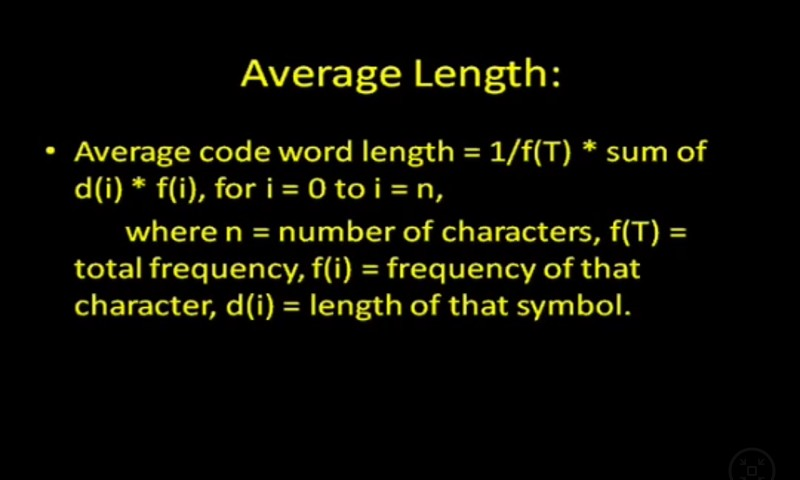 Average Length:
• Average code word length = 1/f(T) * sum of
d(i) * f(i), for i = 0 to i = n,
where n = number of characters, f(T) =
total frequency, f(i) = frequency of that
character, d(i) = length of that symbol.